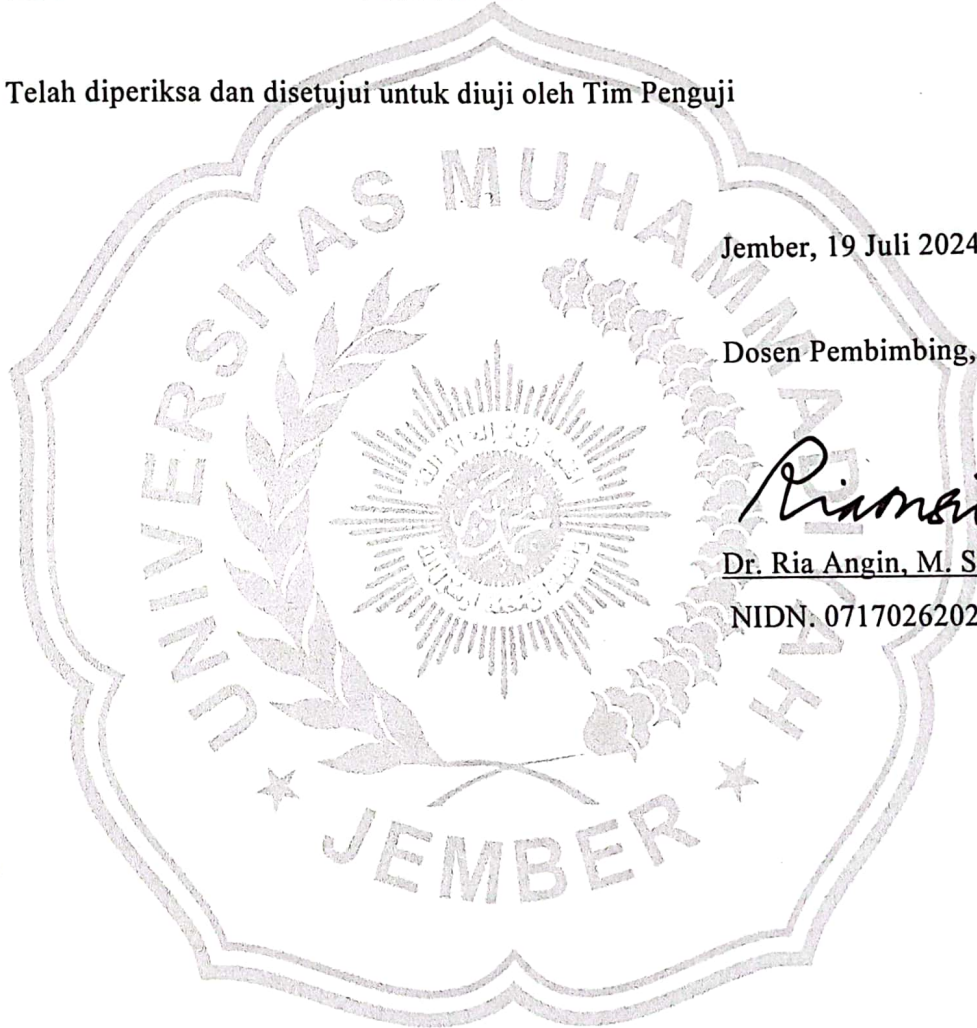 Telah diperiksa dan disetujui untuk diuji oleh Tim Penguji
UNIVERSITAS MUHAMMADIYAH
Jember, 19 Juli 2024
Dosen Pembimbing,
Dr. Ria Angin, M. S
NIDN. 0717026202
JEMBER